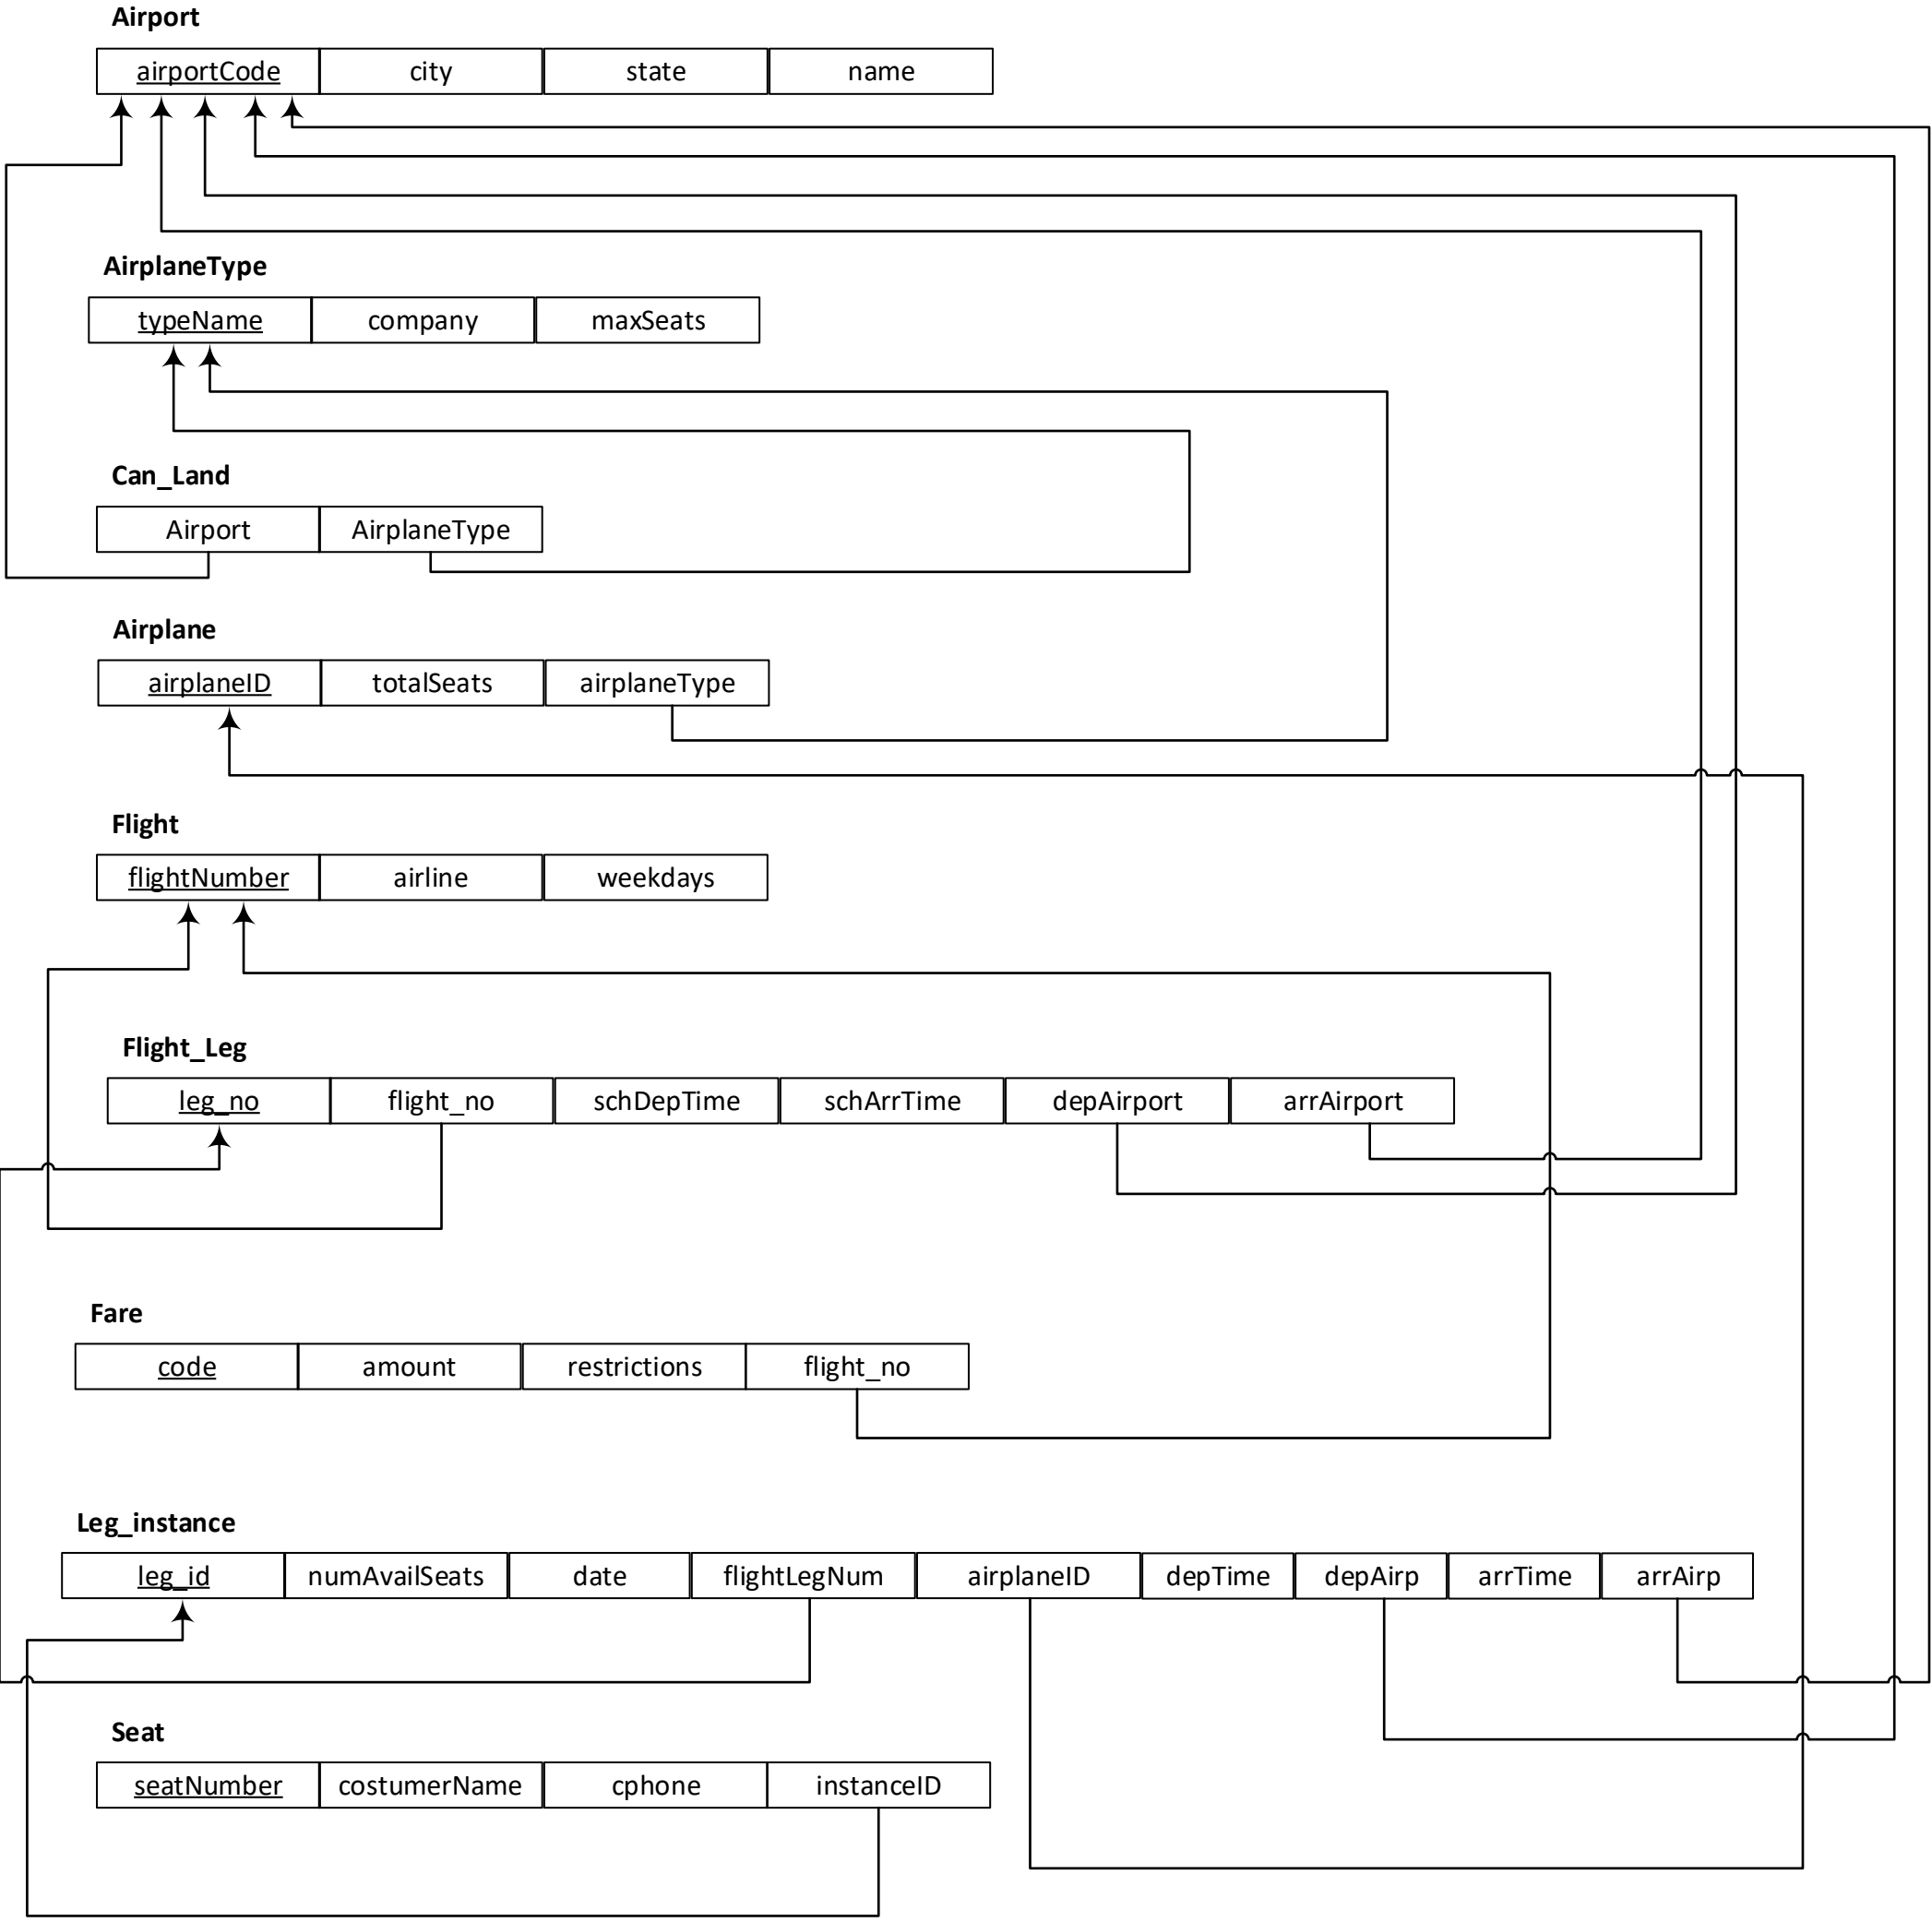 Airport
airportCode city state name
AirplaneType
typeName company maxSeats
Can_Land
Airport AirplaneType
Airplane
airplaneID totalSeats airplaneType
Flight
flightNumber airline weekdays
Flight_Leg
leg_no flight_no schDepTime schArrTime depAirport arrAirport
Fare
code amount restrictions flight_no
Leg_instance
leg_id numAvailSeats date flightLegNum airplaneID depTime depAirp arrTime arrAirp
Seat
seatNumber costumerName cphone instanceID